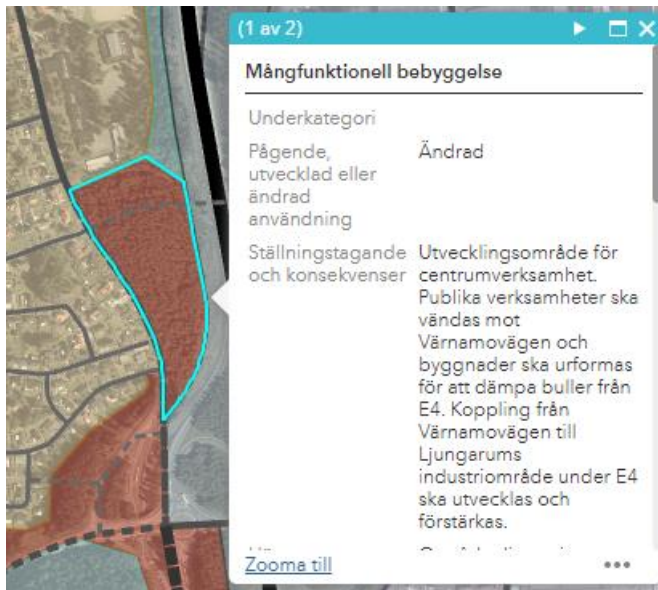 (1 av 2)
Mångfunktionell bebyggelse
Underkategori
Pågende,
utvecklad eller
ändrad
användning
Ändrad
Ställningstagande
och konsekvenser
Utvecklingsområde för
centrumverksamhet.
Publika verksamheter ska
vändas mot
Värnamovägen och
byggnader ska urformas
för att dämpa buller från
E4. Koppling från
Värnamovägen till
Ljungarums
industriområde under E4
ska utvecklas och
förstärkas.
Zooma till